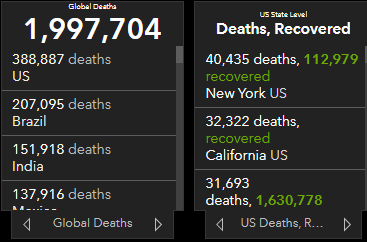 Global Deaths
1,997,704
388,887 deaths
US
207,095 deaths
Brazil
151,918 deaths
India
137,916 deaths
Global Deaths
US State Level
Deaths, Recovered
40,435 deaths, 112,979
recovered
New York US
32,322 deaths,
recovered
California US
31,693
deaths, 1,630,778
US Deaths, R...